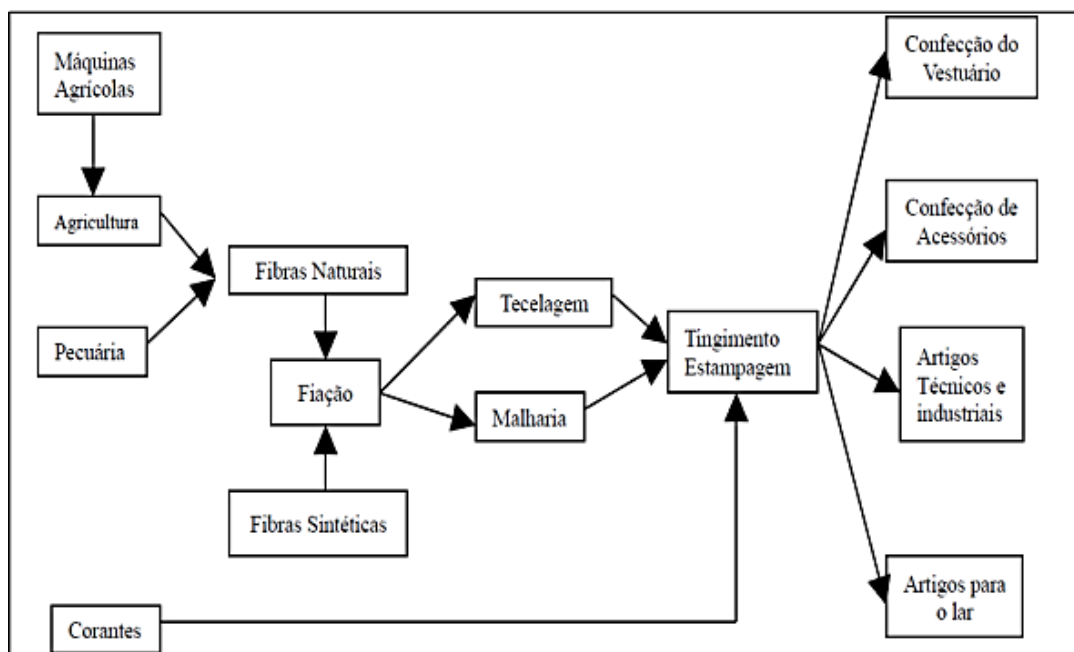 Máquinas
Agrícolas
Agricultura
Pecuária
Fibras Naturais
Fiação
Fibras Sintéticas
Corantes
Tecelagem
Malharia
Tingimento
Estampagem
Confecção do
Vestuário
Confecção de
Acessórios
Artigos
Técnicos e
industriais
Artigos para
o lar